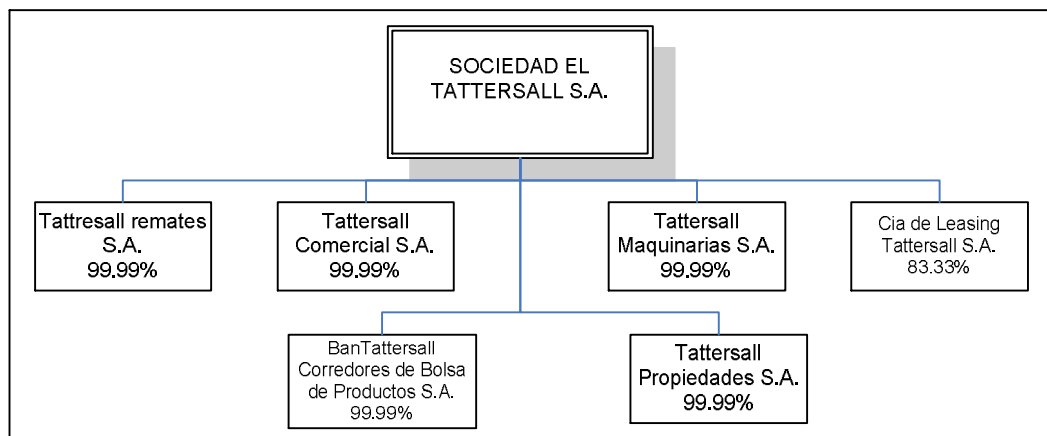 SOCIEDAD EL
TATTERSALL S.A.
Tattresall remates
S.A.
99.99%
Tattersall
Comercial S.A.
99.99%
Tattersall
Maquinarias S.A.
99.99%
Cia de Leasing
Tattersall S.A.
83.33%
BanTattersall
Corredores de Bolsa
de Productos S.A.
99.99%
Tattersall
Propiedades S.A.
99.99%